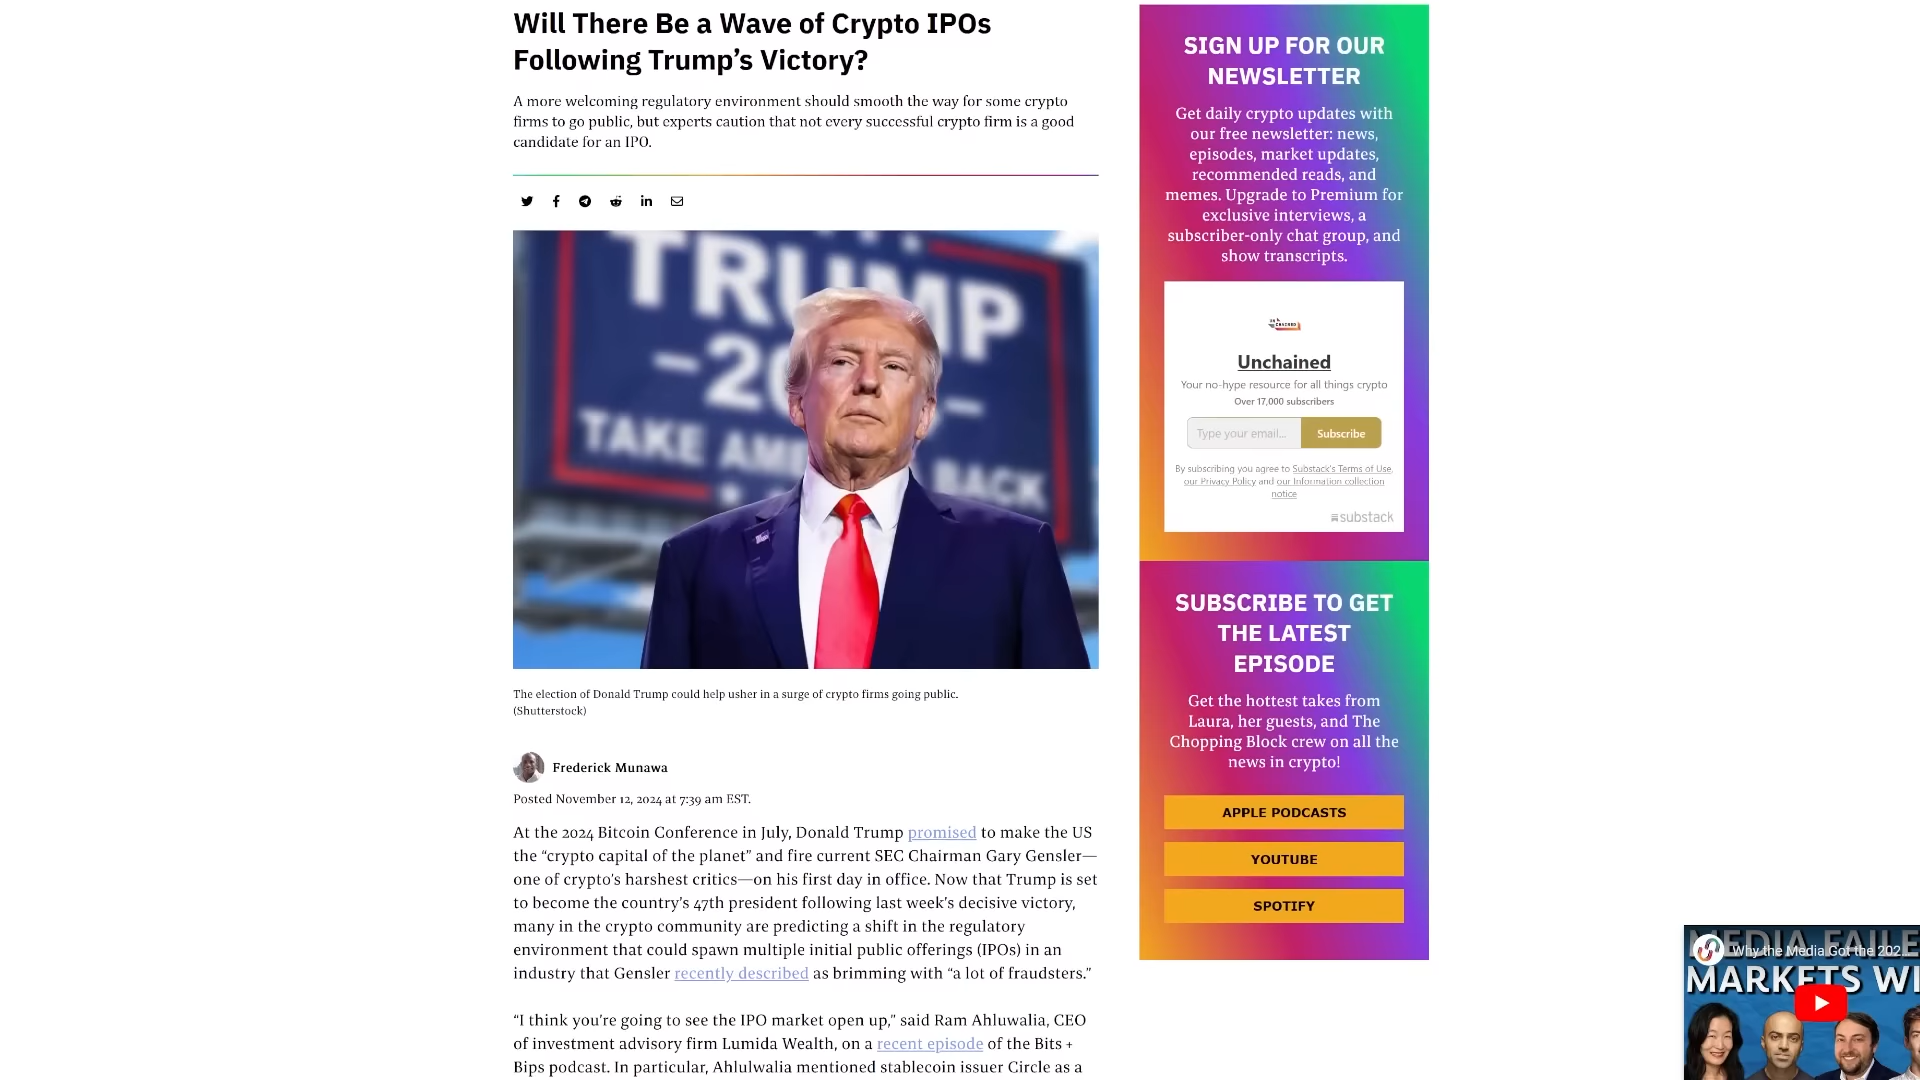 Will There Be a Wave of Crypto IPOs
Following Trump’s Victory?
A more welcoming regulatory environment should smooth the way for some crypto
firms to go public, but experts caution that not every successful crypto firm is a good
candidate for an IPO.
TRUMP
TAKE AME BACK
The election of Donald Trump could help usher in a surge of crypto firms going public.
(Shutterstock)
Frederick Munawa
Posted November 12, 2024 at 7:39 am EST.
At the 2024 Bitcoin Conference in July, Donald Trump promised to make the US
the “crypto capital of the planet” and fire current SEC Chairman Gary Gensler—
one of crypto’s harshest critics—on his first day in office. Now that Trump is set
to become the country’s 47th president following last week’s decisive victory,
many in the crypto community are predicting a shift in the regulatory
environment that could spawn multiple initial public offerings (IPOs) in an
industry that Gensler recently described as brimming with “a lot of fraudsters.”
“I think you’re going to see the IPO market open up,” said Ram Ahluwalia, CEO
of investment advisory firm Lumida Wealth, on a recent episode of the Bits +
Bips podcast. In particular, Ahlulwalia mentioned stablecoin issuer Circle as a
SIGN UP FOR OUR
NEWSLETTER
Get daily crypto updates with
our free newsletter: news,
episodes, market updates,
recommended reads, and
memes. Upgrade to Premium for
exclusive interviews, a
subscriber-only chat group, and
show transcripts.
Unchained
Your no-hype resource for all things crypto
Over 17,000 subscribers
Type your email... Subscribe
By subscribing you agree to Substack's Terms of Use,
our Privacy Policy and our Information collection
notice
substack
SUBSCRIBE TO GET
THE LATEST
EPISODE
Get the hottest takes from
Laura, her guests, and The
Chopping Block crew on all the
news in crypto!
APPLE PODCASTS
YOUTUBE
SPOTIFY
MEDIA FAILE
Why the Media Got the 202...
MARKETS WI